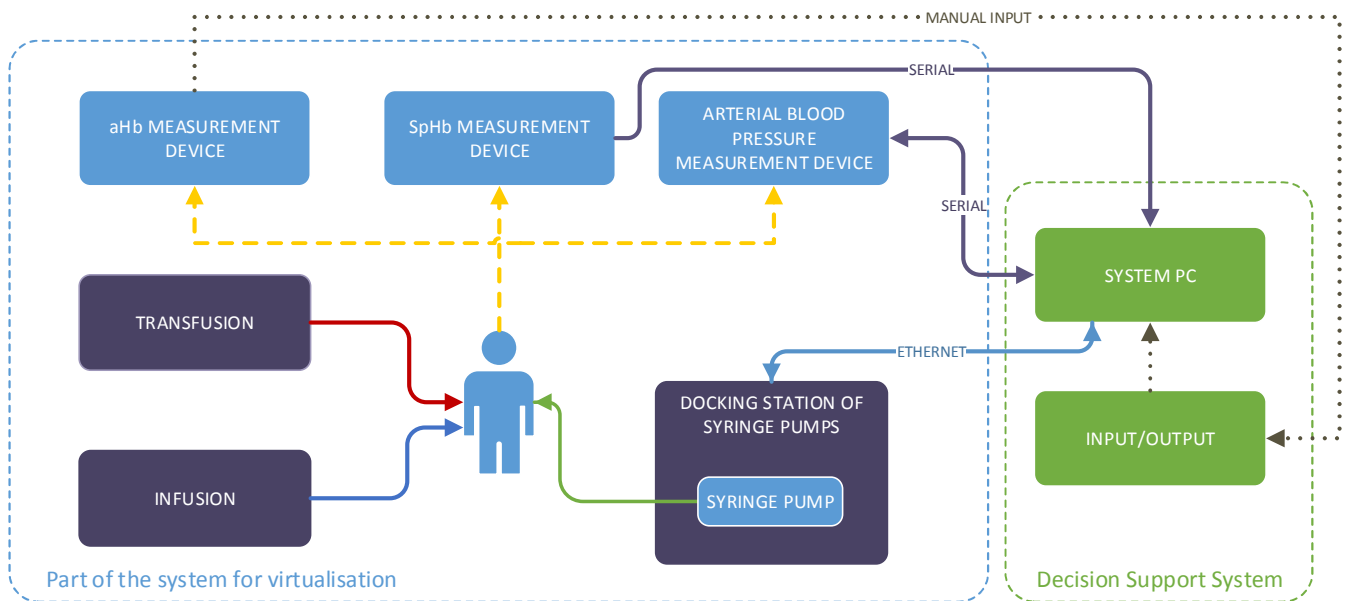 MANUAL INPUT
SERIAL
aHb MEASUREMENT
DEVICE
SpHb MEASUREMENT
DEVICE
ARTERIAL BLOOD
PRESSURE
MEASUREMENT DEVICE
SERIAL
SYSTEM PC
TRANSFUSION
ETHERNET
DOCKING STATION OF
SYRINGE PUMPS
INPUT/OUTPUT
INFUSION
SYRINGE PUMP
Part of the system for virtualisation
Decision Support System